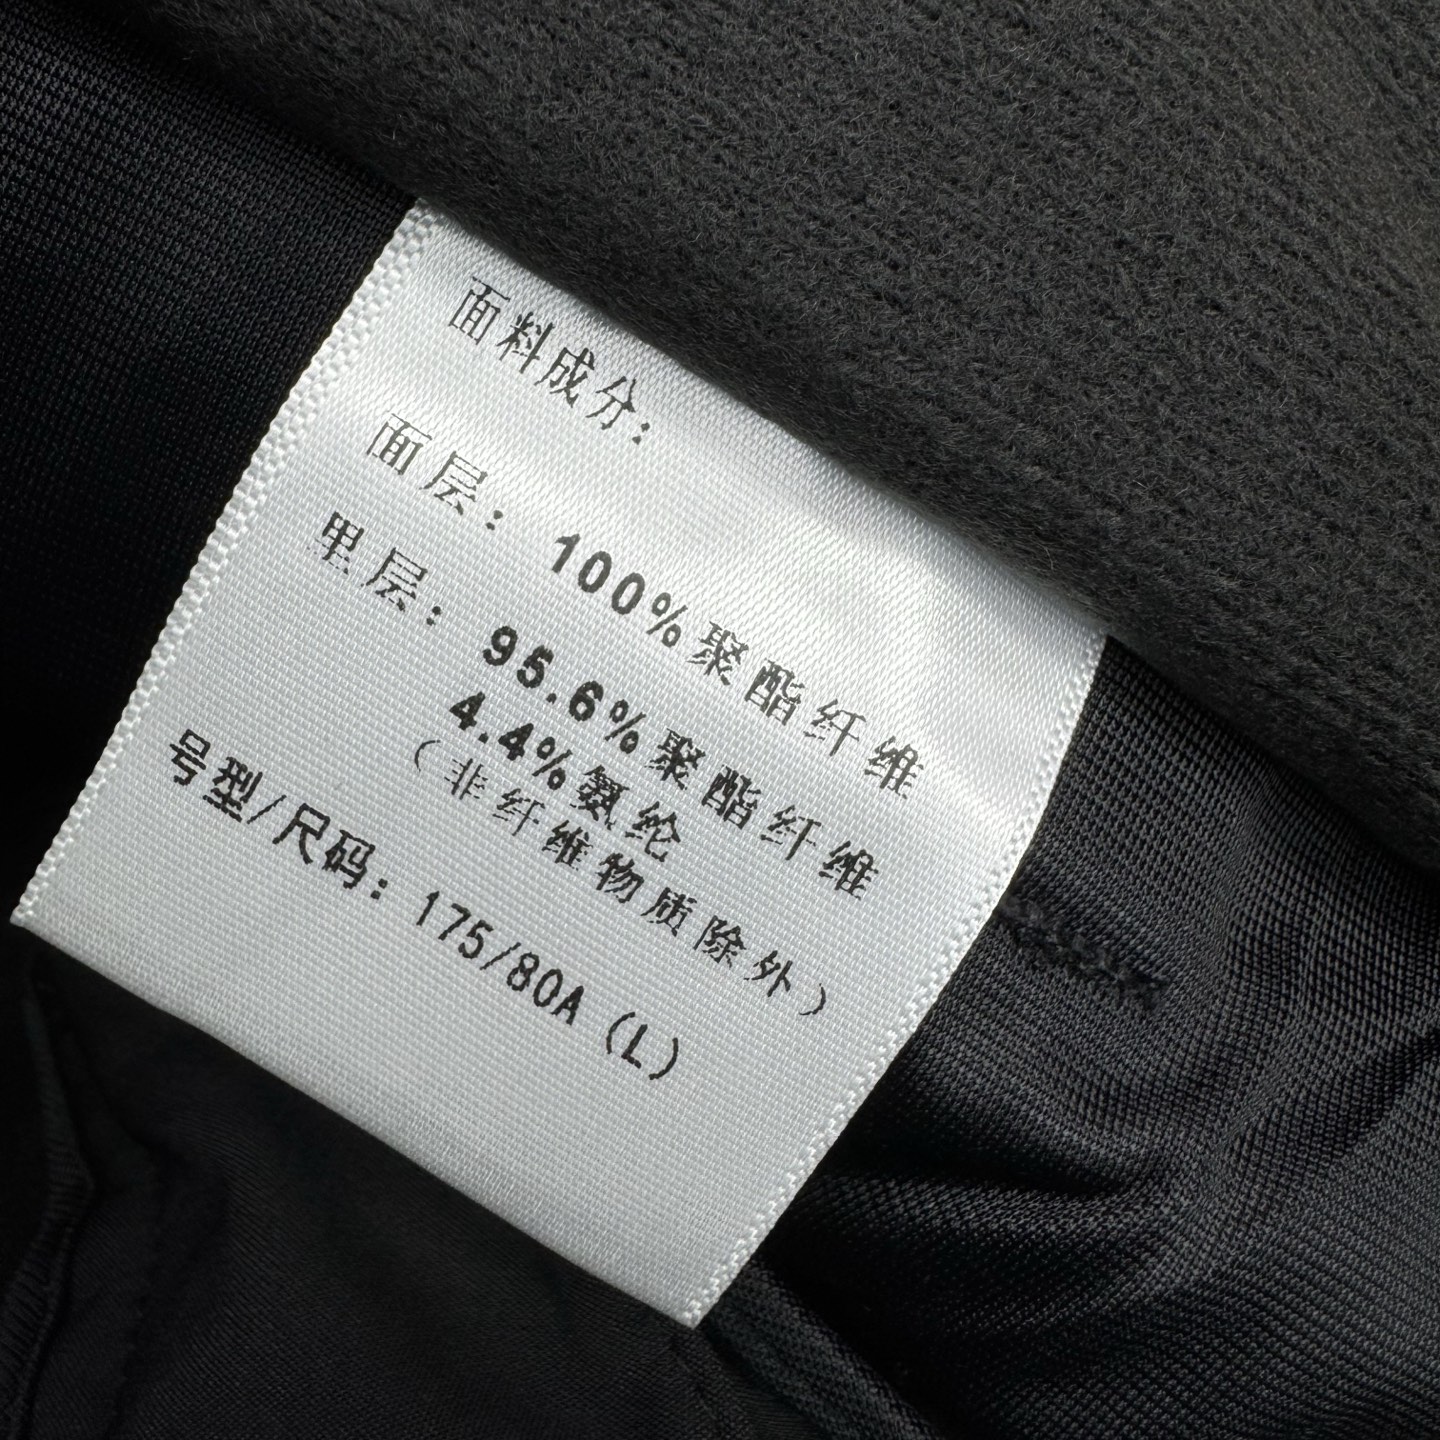 面料成分：
面层：100%聚酯纤维
里层：95.6%聚酯纤维
4.4%氨纶
（非纤维物质除外）
号型/尺码：175/80A（L）